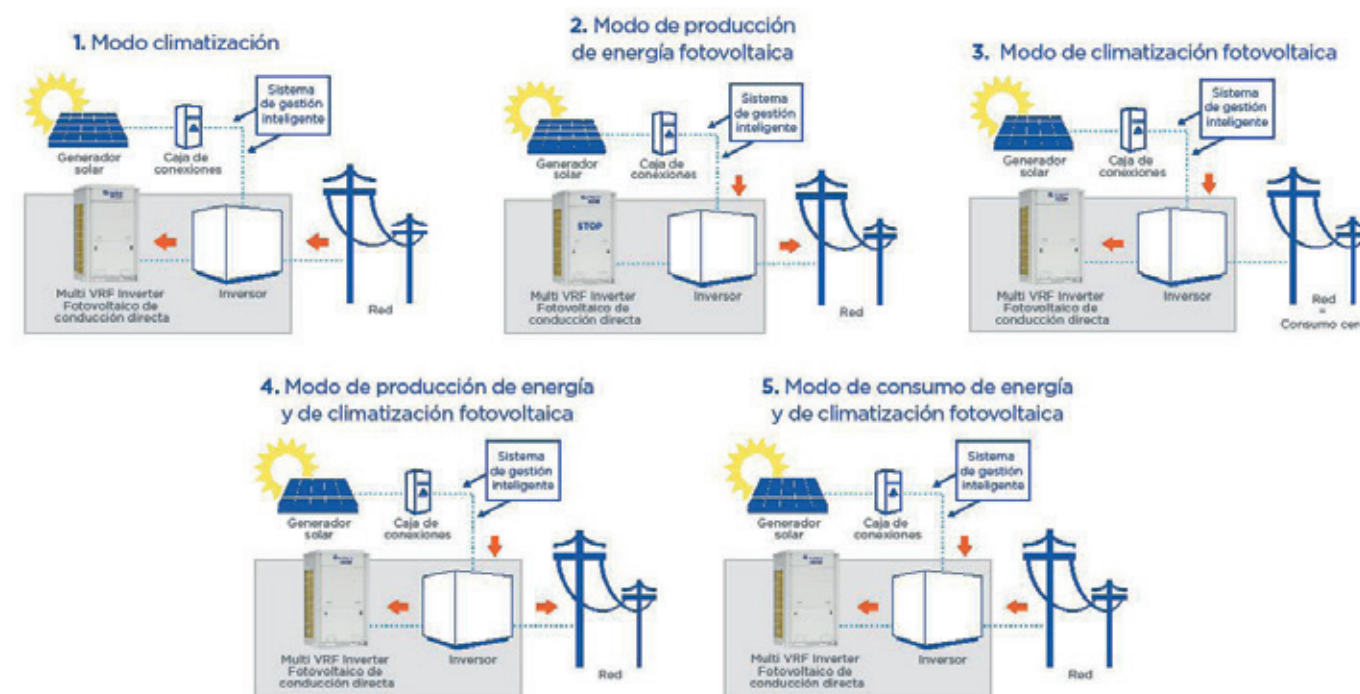 1. Modo climatización
Sistema
de gestión
inteligente
Generador
solar
Caja de
conexiones
Multi VRF Inverter
Fotovoltaico de
conducción directa
Inversor
Red
2. Modo de producción
de energía fotovoltaica
Sistema
de gestión
inteligente
Generador
solar
Caja de
conexiones
STOP
Multi VRF Inverter
Fotovoltaico de
conducción directa
Inversor
Red
3. Modo de climatización fotovoltaica
Sistema
de gestión
inteligente
Generador
solar
Caja de
conexiones
Multi VRF Inverter
Fotovoltaico de
conducción directa
Inversor
Red
=
Consumo cero
4. Modo de producción de energía
y de climatización fotovoltaica
Sistema
de gestión
inteligente
Generador
solar
Caja de
conexiones
Multi VRF Inverter
Fotovoltaico de
conducción directa
Inversor
Red
5. Modo de consumo de energía
y de climatización fotovoltaica
Sistema
de gestión
inteligente
Generador
solar
Caja de
conexiones
Multi VRF Inverter
Fotovoltaico de
conducción directa
Inversor
Red